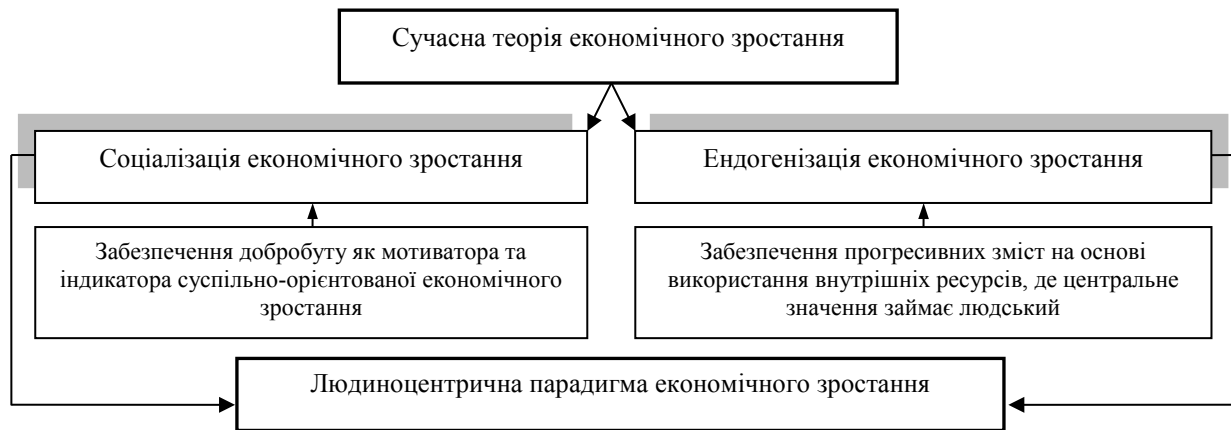 Сучасна теорія економічного зростання
Соціалізація економічного зростання
Ендогенізація економічного зростання
Забезпечення добробуту як мотиватора та
індикатора суспільно-орієнтованої економічного
зростання
Забезпечення прогресивних зміст на основі
використання внутрішніх ресурсів, де центральне
значення займає людський
Людиноцентрична парадигма економічного зростання